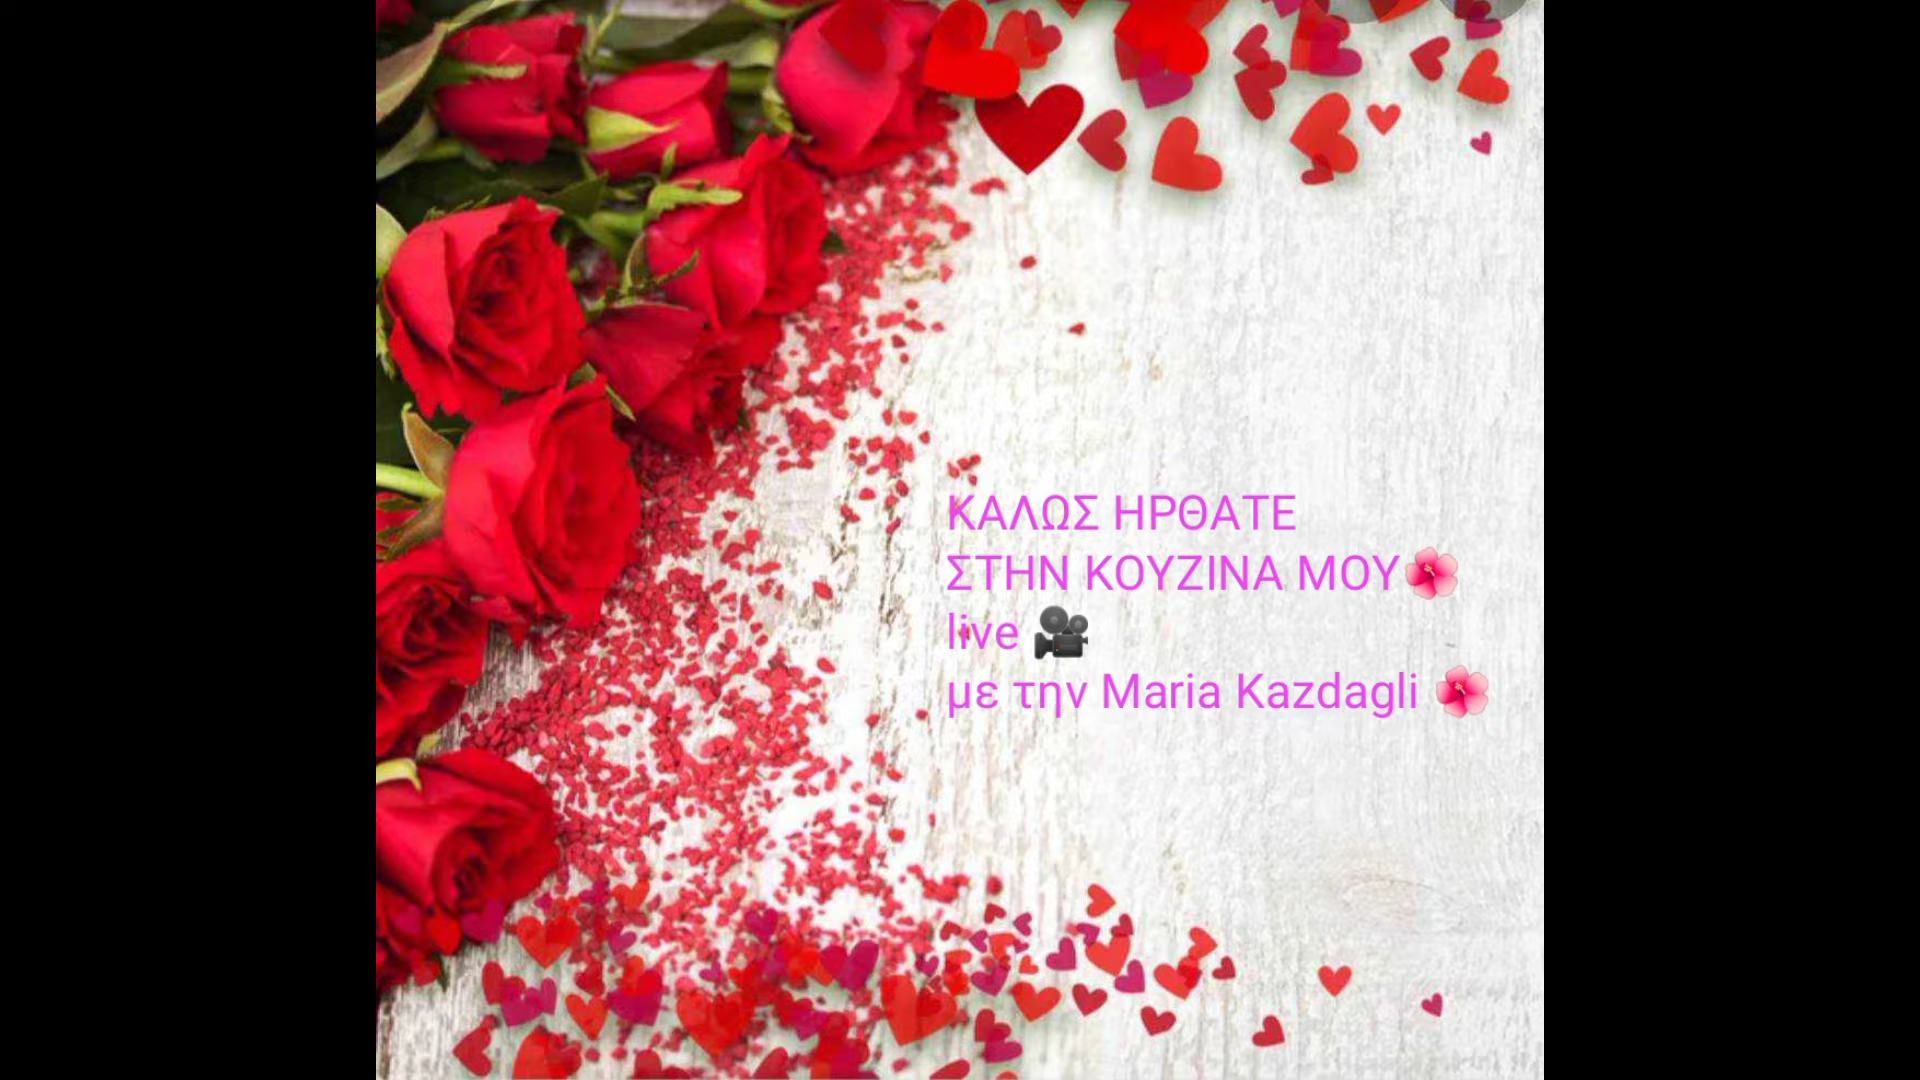 ΚΑΛΩΣ ΗΡΘΑΤΕ
ΣΤΗΝ ΚΟΥΖΙΝΑ ΜΟΥ🌺
live 🎥
με την Maria Kazdagli 🌺